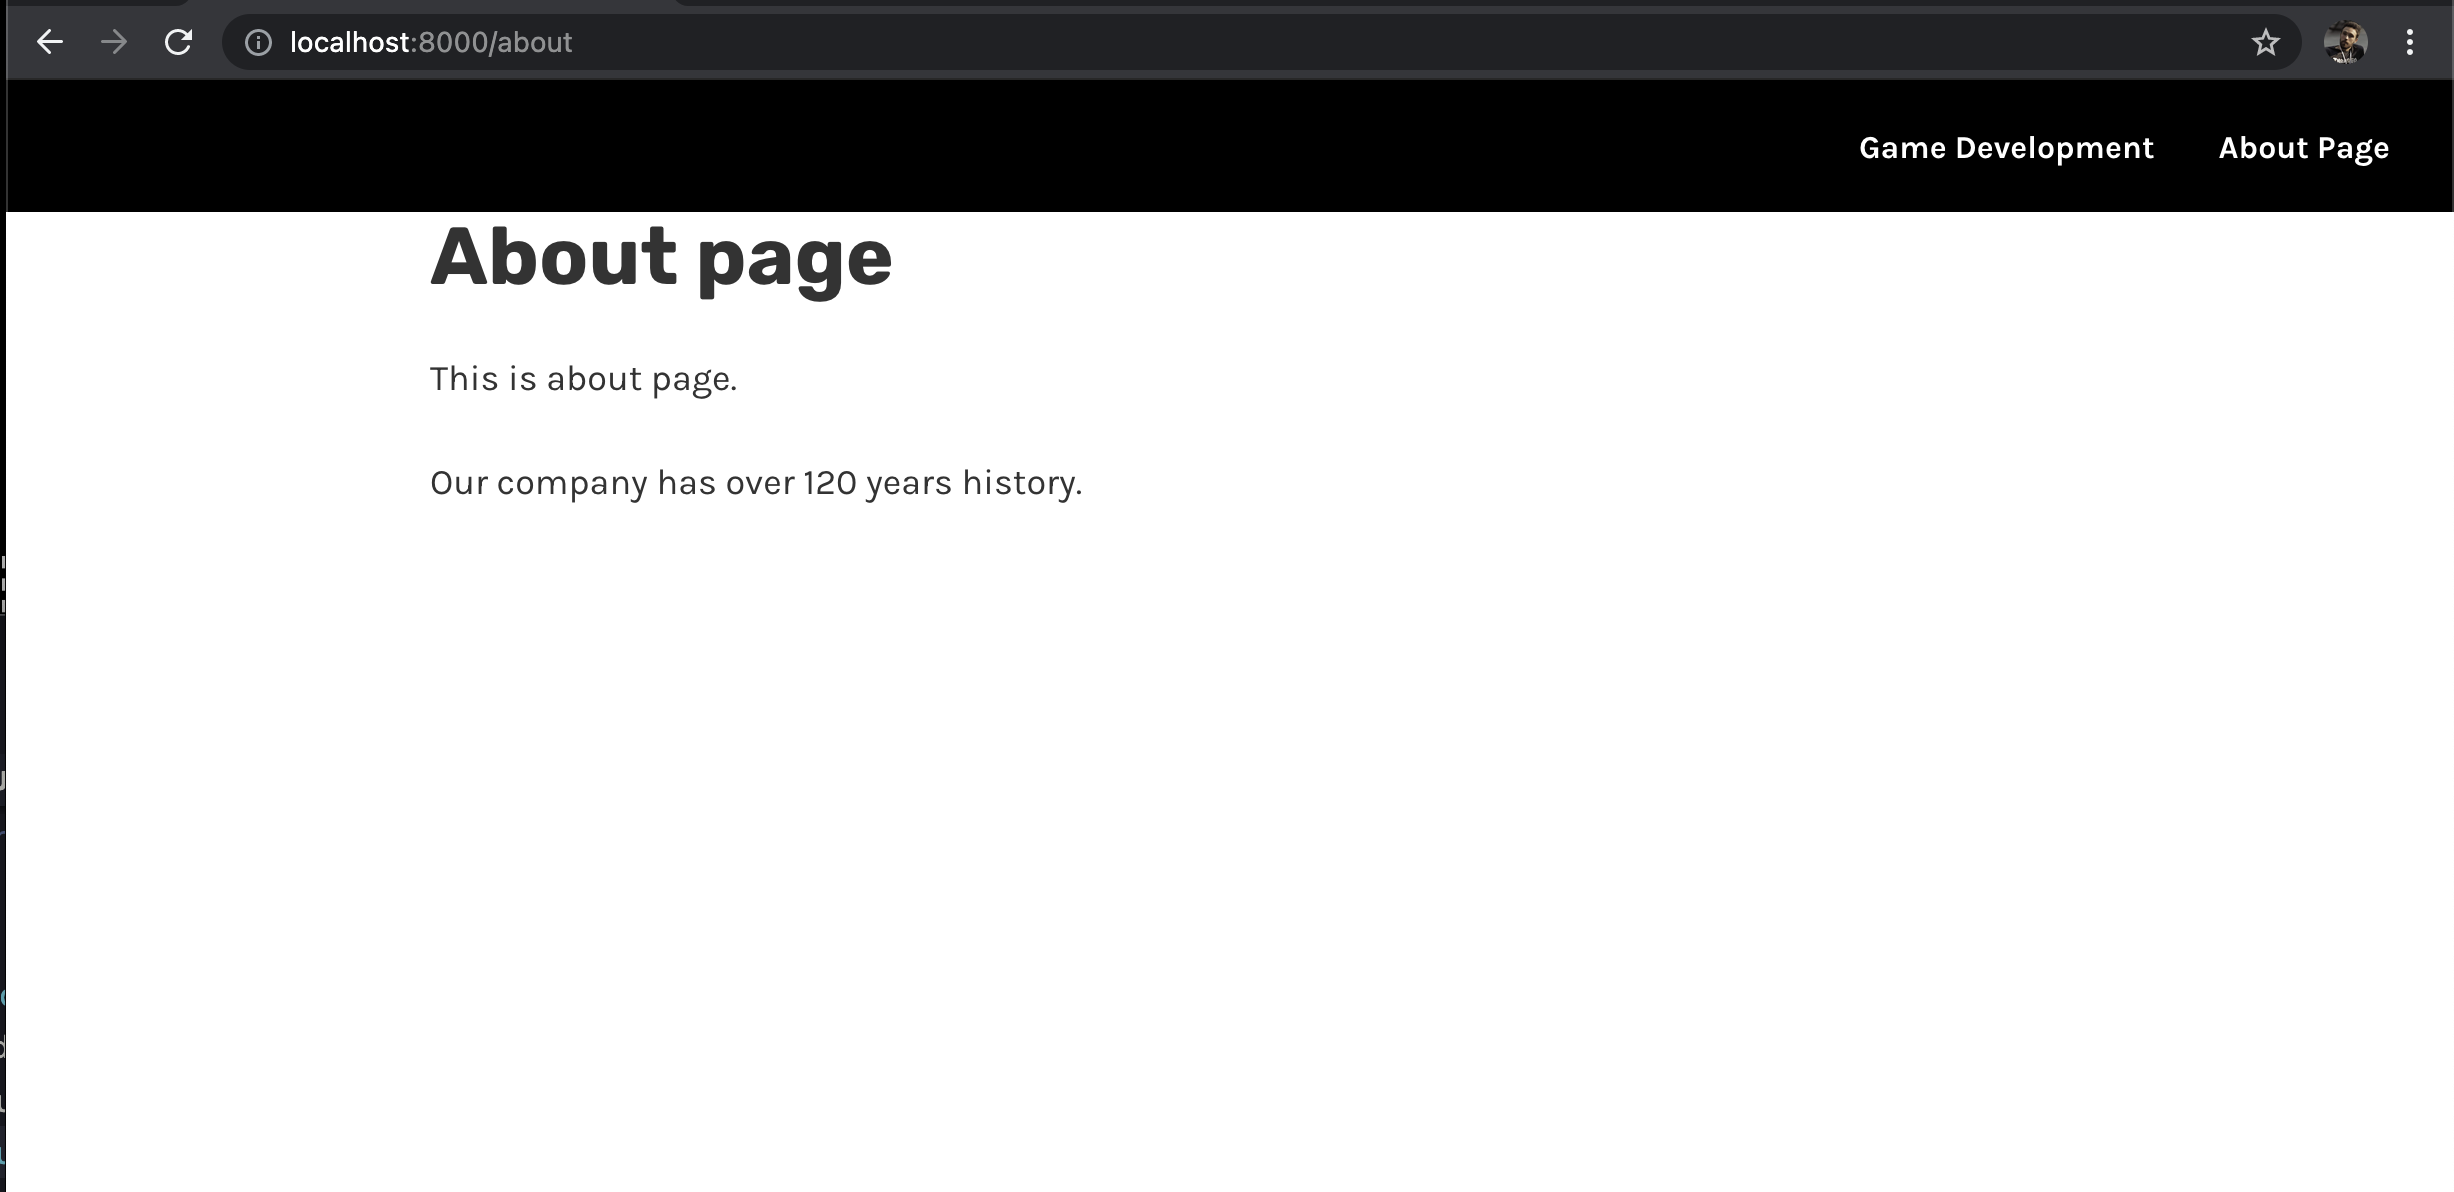 localhost:8000/about
Game Development About Page
About page
This is about page.
Our company has over 120 years history.